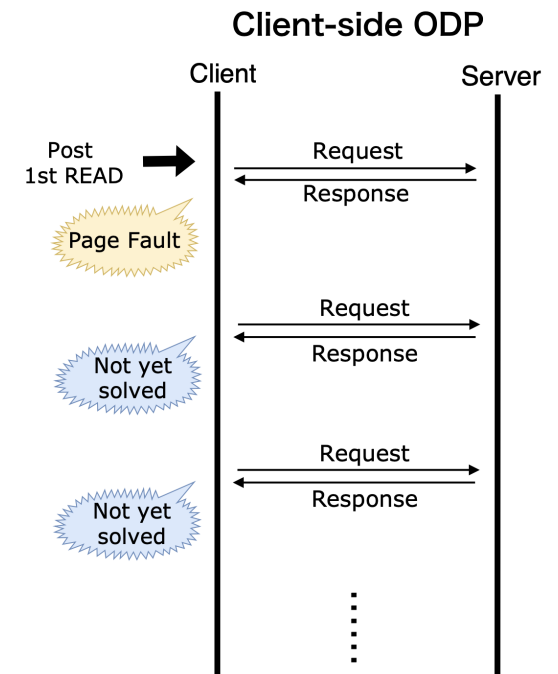 Client-side ODP
Client
Server
Post
1st READ
Request
Response
Page Fault
Request
Response
Not yet
solved
Request
Response
Not yet
solved